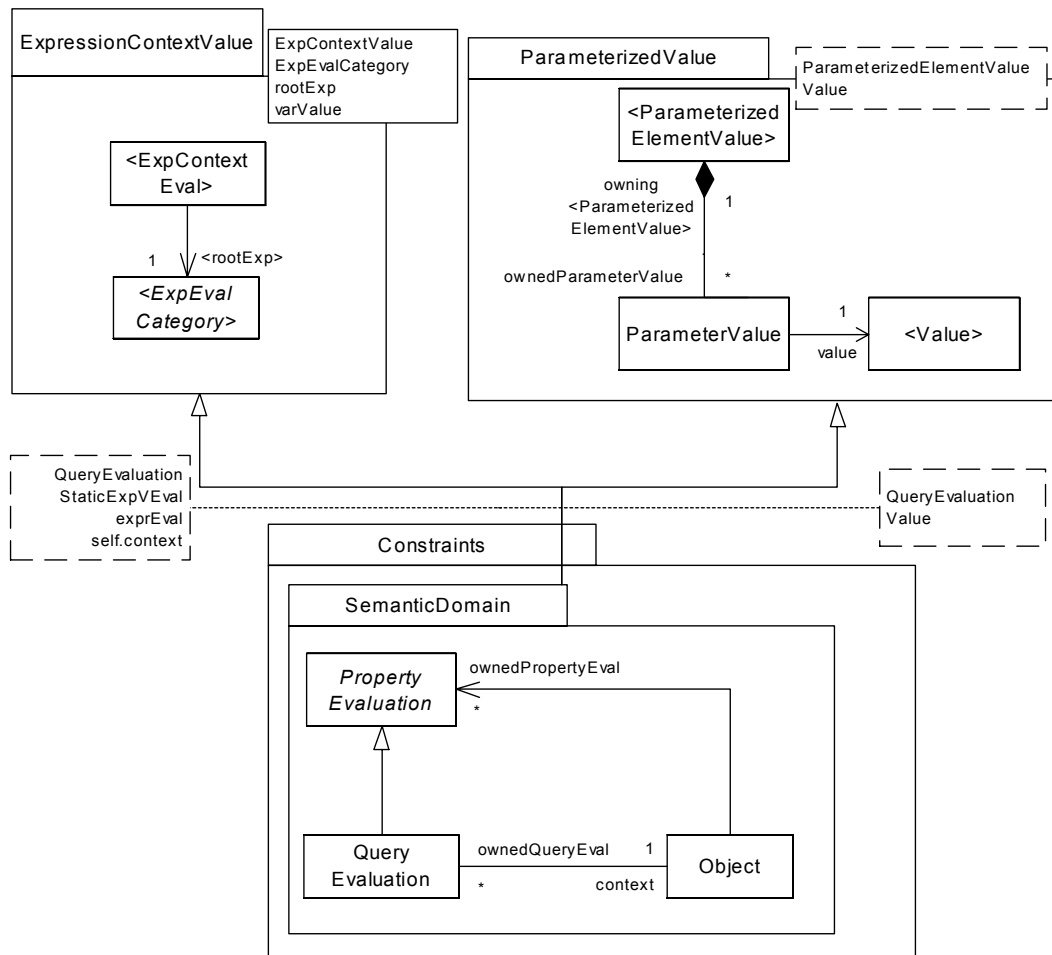 ExpressionContextValue
ExpContextValue
ExpEvalCategory
rootExp
varValue
<ExpContext
Eval>
1
<rootExp>
<ExpEval
Category>
ParameterizedValue
ParameterizedElementValue
Value
<Parameterized
ElementValue>
owning
<Parameterized
ElementValue>
1
ownedParameterValue
*
ParameterValue
1
value
<Value>
QueryEvaluation
StaticExpVEval
exprEval
self.context
QueryEvaluation
Value
Constraints
SemanticDomain
Property
Evaluation
ownedPropertyEval
*
Query
Evaluation
ownedQueryEval
*
1
context
Object